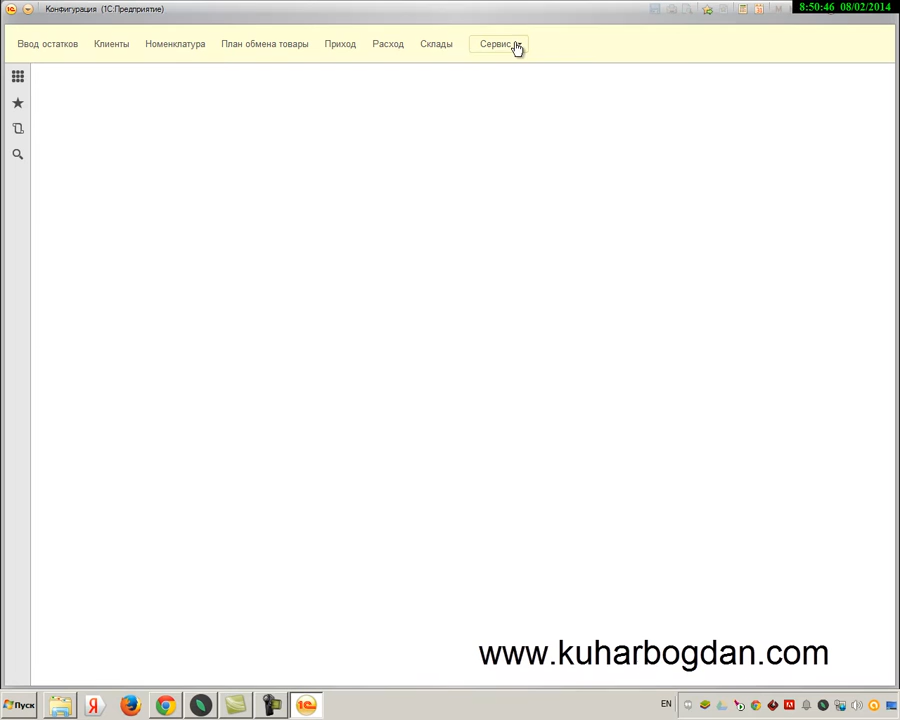 Конфигурация (1С:Предприятие)
8:50:46 08/02/2014
Ввод остатков Клиенты Номенклатура План обмена товары Приход Расход Склады Сервис
www.kuharbogdan.com
Пуск
EN